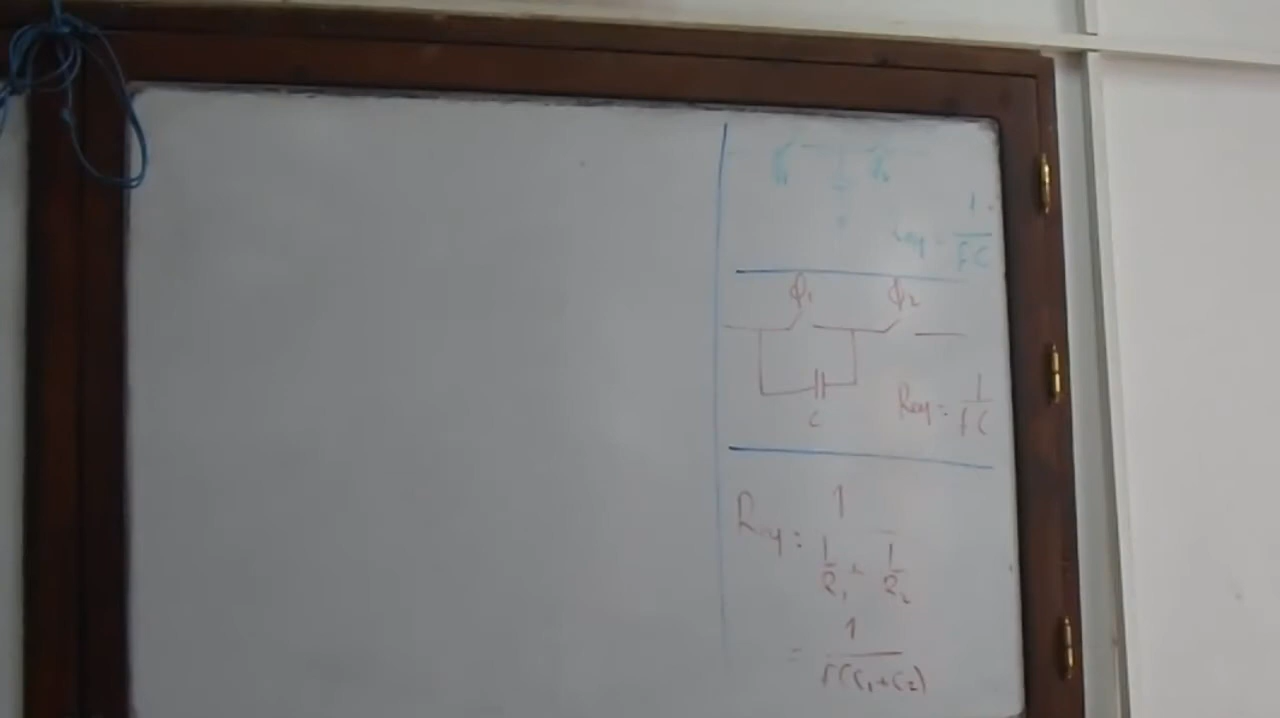 Req = 1/fC
φ₁ φ₂
C
Req = 1/fC
Req = 1/(1/R₁ + 1/R₂)
= 1/f(C₁+C₂)